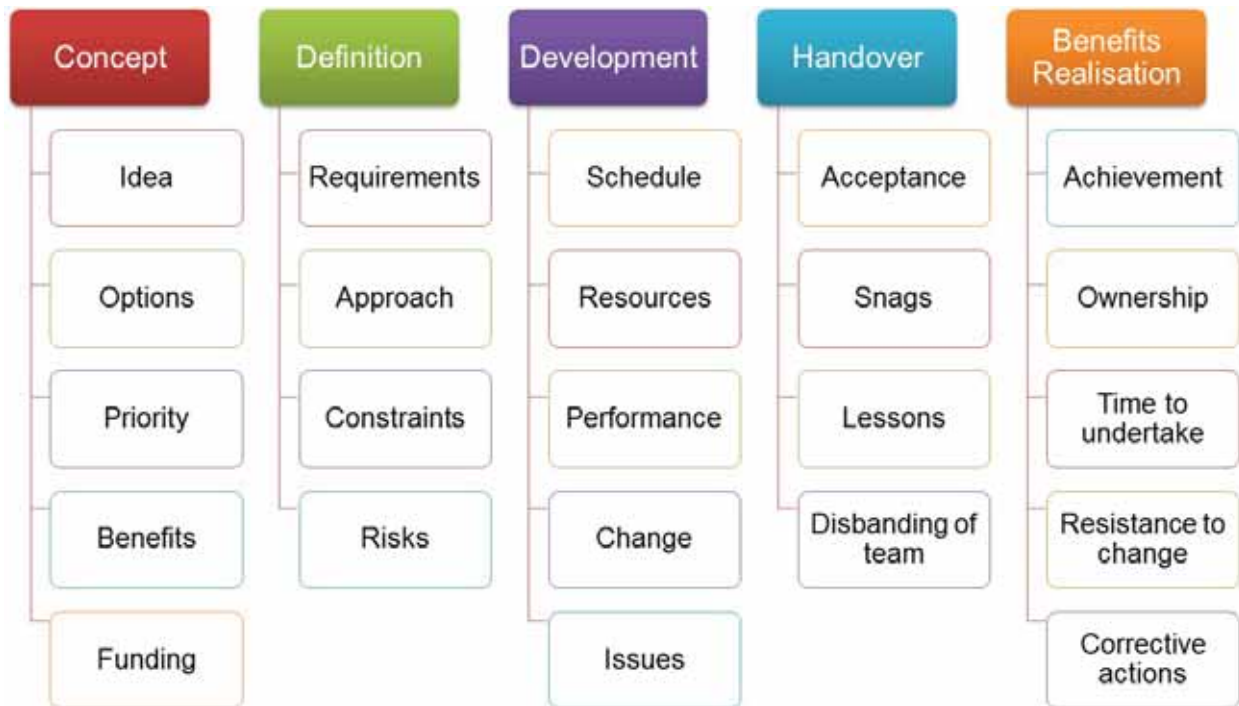 Concept
Idea
Options
Priority
Benefits
Funding
Definition
Requirements
Approach
Constraints
Risks
Development
Schedule
Resources
Performance
Change
Issues
Handover
Acceptance
Snags
Lessons
Disbanding of
team
Benefits
Realisation
Achievement
Ownership
Time to
undertake
Resistance to
change
Corrective
actions